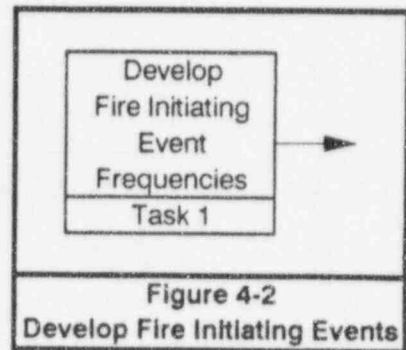 Develop
Fire Initiating
Event
Frequencies
Task 1
Figure 4-2
Develop Fire Initiating Events